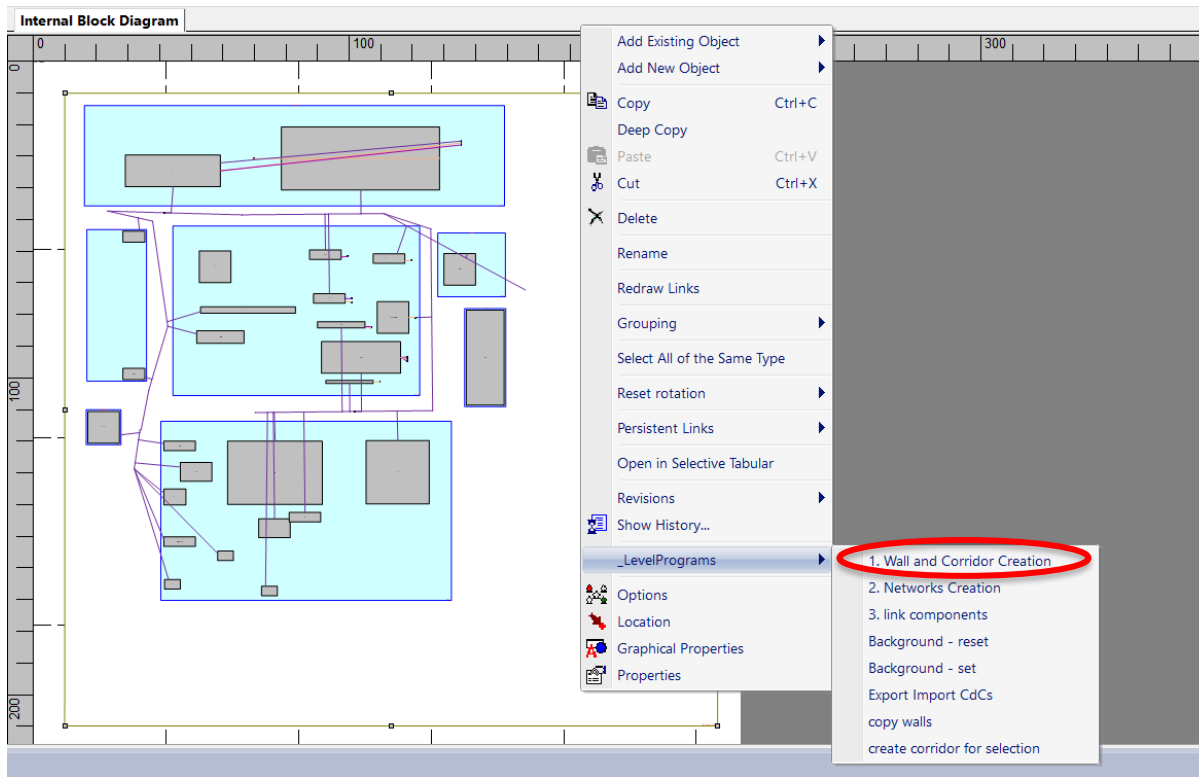 Internal Block Diagram
0
100
300
0
100
200
Add Existing Object
Add New Object
Copy Ctrl+C
Deep Copy
Paste Ctrl+V
Cut Ctrl+X
Delete
Rename
Redraw Links
Grouping
Select All of the Same Type
Reset rotation
Persistent Links
Open in Selective Tabular
Revisions
Show History...
_LevelPrograms
Options
Location
Graphical Properties
Properties
1. Wall and Corridor Creation
2. Networks Creation
3. link components
Background - reset
Background - set
Export Import CdCs
copy walls
create corridor for selection